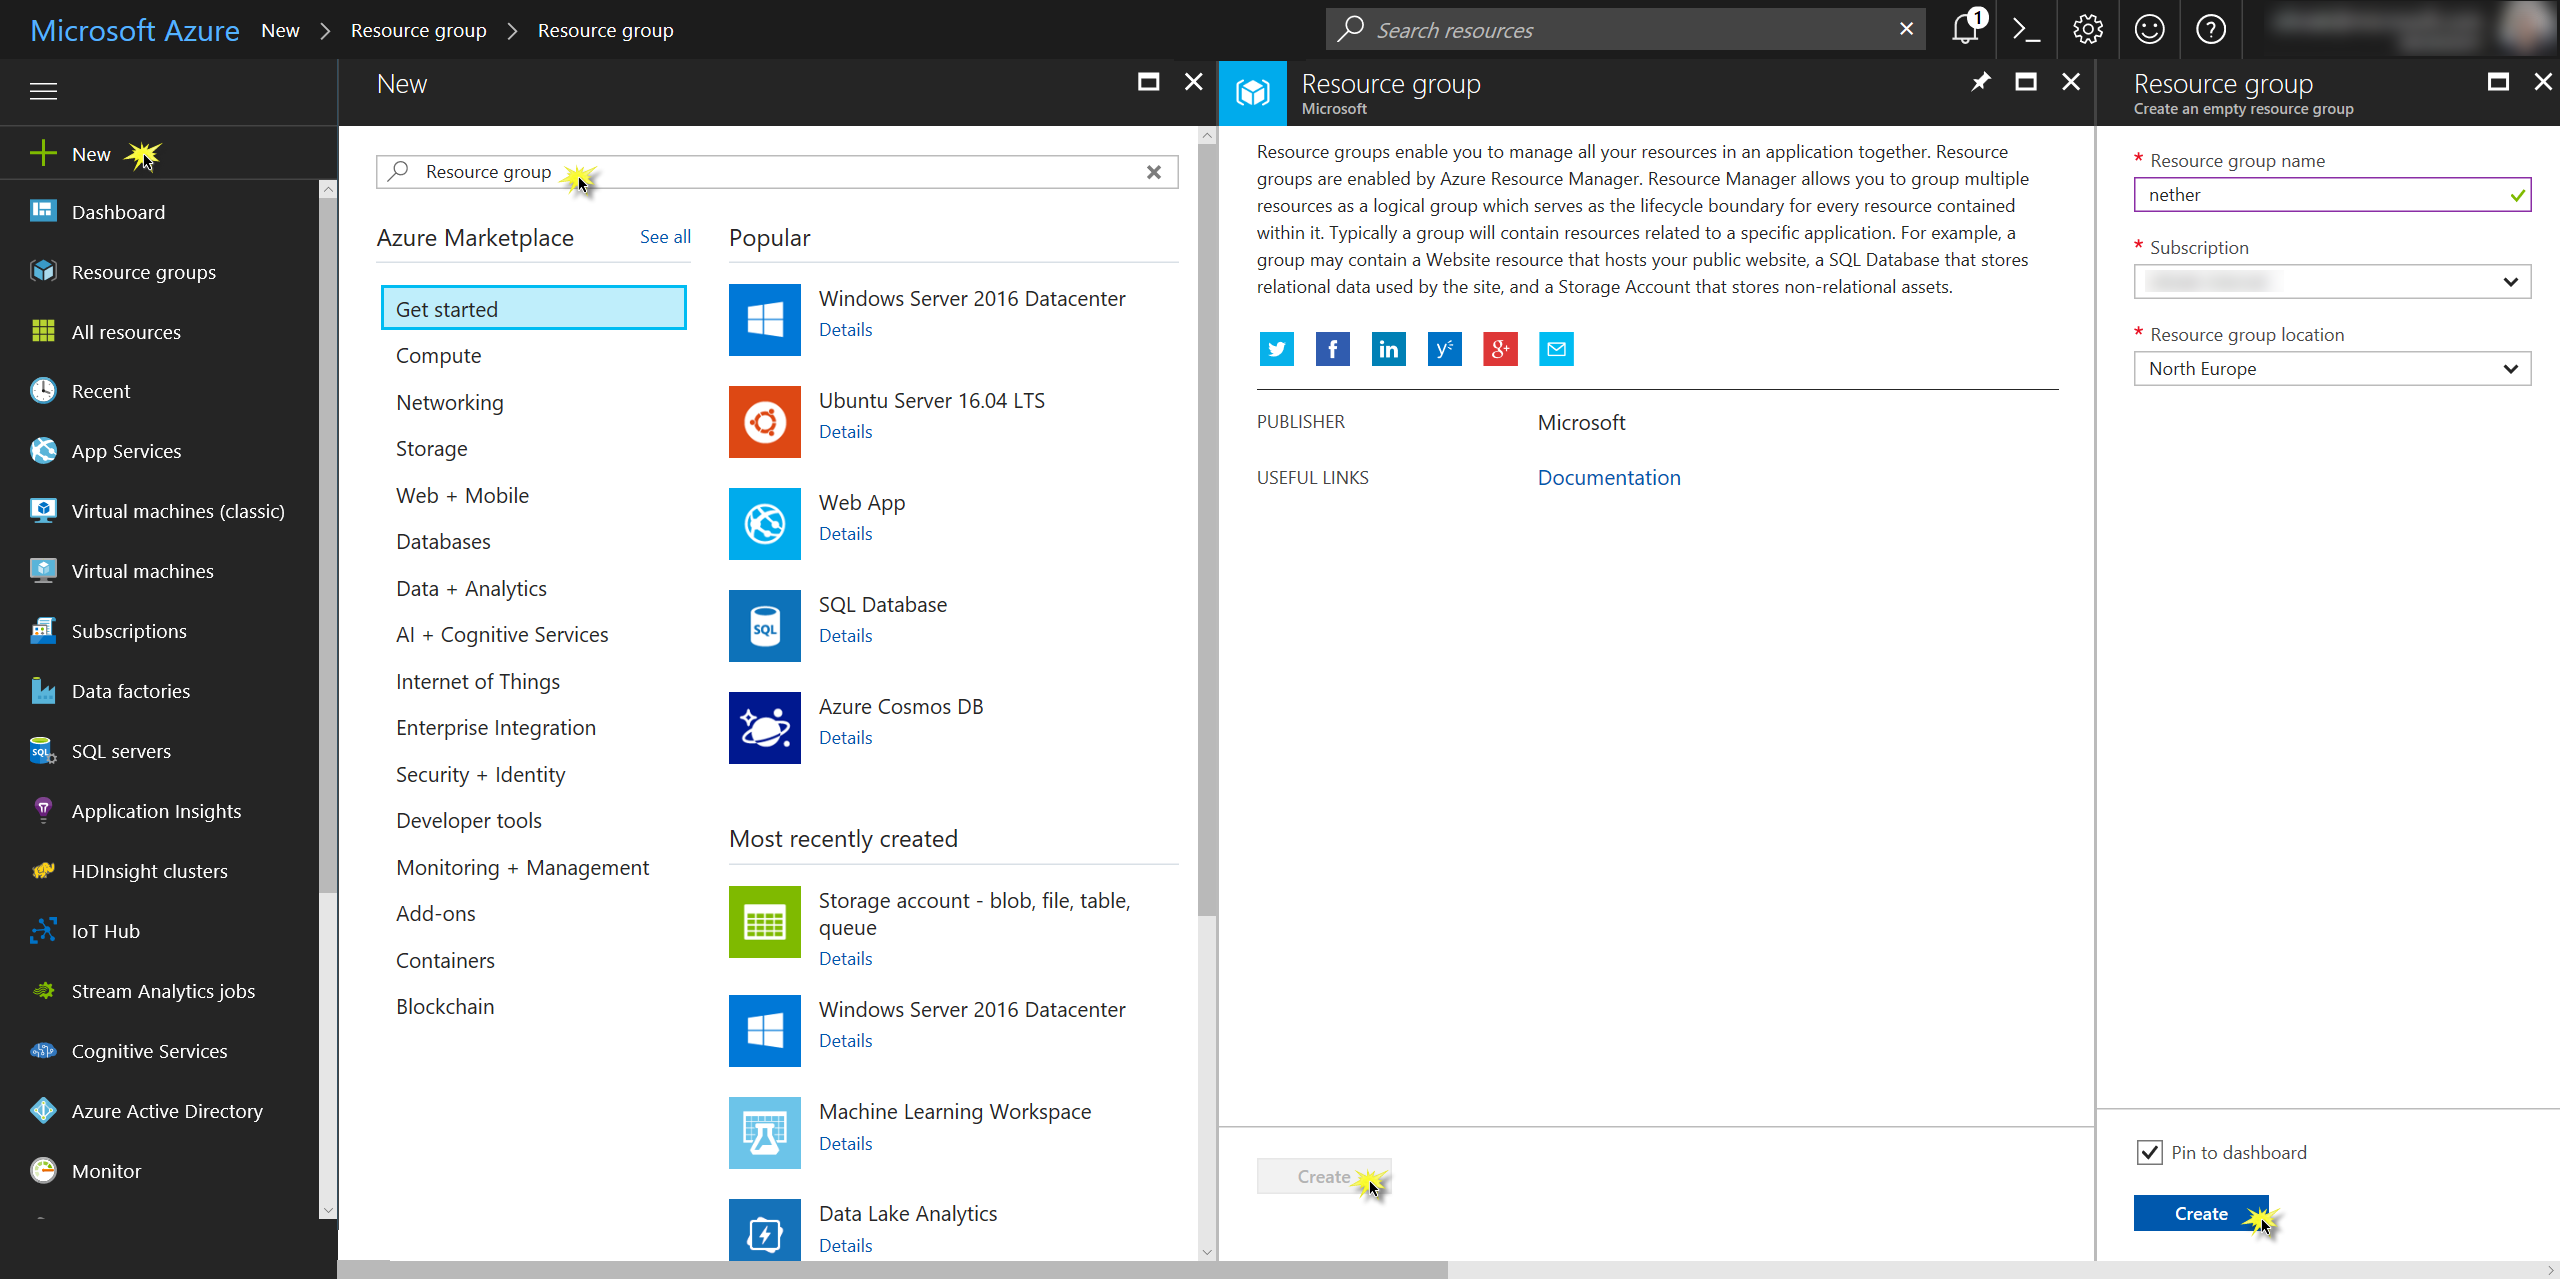 Microsoft Azure New Resource group Resource group
Search resources
1
New
Dashboard
Resource groups
All resources
Recent
App Services
Virtual machines (classic)
Virtual machines
Subscriptions
Data factories
SQL servers
Application Insights
HDInsight clusters
IoT Hub
Stream Analytics jobs
Cognitive Services
Azure Active Directory
Monitor
New
Resource group
Azure Marketplace See all
Get started
Compute
Networking
Storage
Web + Mobile
Databases
Data + Analytics
AI + Cognitive Services
Internet of Things
Enterprise Integration
Security + Identity
Developer tools
Monitoring + Management
Add-ons
Containers
Blockchain
Popular
Windows Server 2016 Datacenter
Details
Ubuntu Server 16.04 LTS
Details
Web App
Details
SQL
SQL Database
Details
Azure Cosmos DB
Details
Most recently created
Storage account - blob, file, table,
queue
Details
Windows Server 2016 Datacenter
Details
Machine Learning Workspace
Details
Data Lake Analytics
Details
Resource group
Microsoft
Resource groups enable you to manage all your resources in an application together. Resource
groups are enabled by Azure Resource Manager. Resource Manager allows you to group multiple
resources as a logical group which serves as the lifecycle boundary for every resource contained
within it. Typically a group will contain resources related to a specific application. For example, a
group may contain a Website resource that hosts your public website, a SQL Database that stores
relational data used by the site, and a Storage Account that stores non-relational assets.
PUBLISHER Microsoft
USEFUL LINKS Documentation
Create
Resource group
Create an empty resource group
* Resource group name
nether
* Subscription
* Resource group location
North Europe
Pin to dashboard
Create